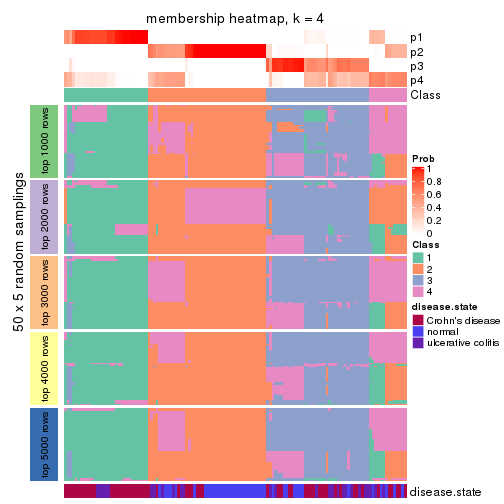 membership heatmap, k = 4
p1
p2
p3
p4
Class
50 x 5 random samplings
top 1000 rows
top 2000 rows
top 3000 rows
top 4000 rows
top 5000 rows
Prob
1
0.8
0.6
0.4
0.2
0
Class
1
2
3
4
disease.state
Crohn's disease
normal
ulcerative colitis
disease.state